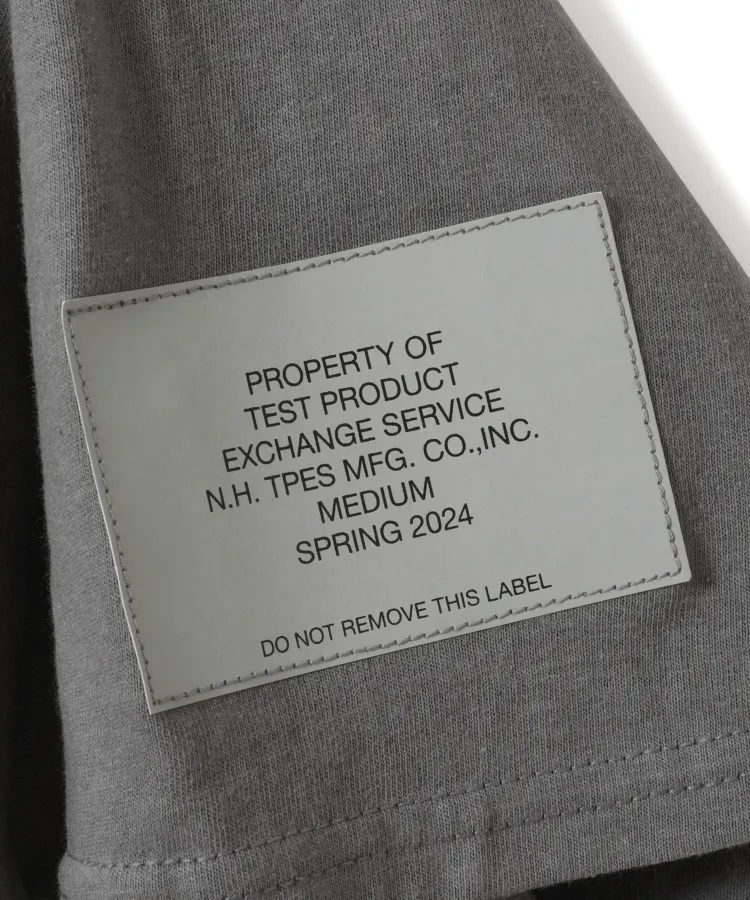 PROPERTY OF
TEST PRODUCT
EXCHANGE SERVICE
N.H. TPES MFG. CO.,INC.
MEDIUM
SPRING 2024
DO NOT REMOVE THIS LABEL